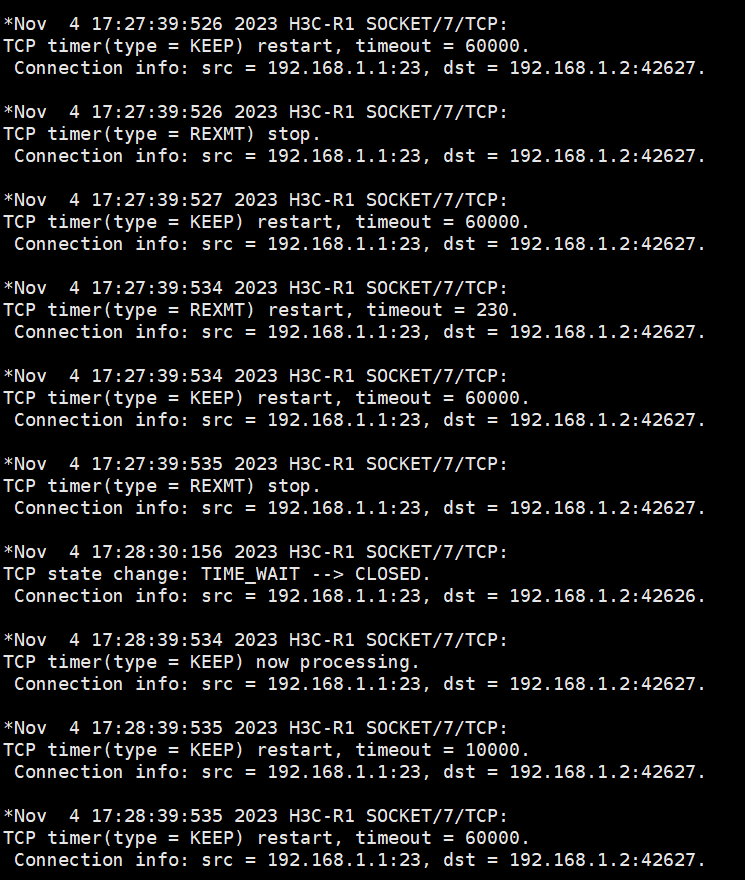 *Nov  4 17:27:39:526 2023 H3C-R1 SOCKET/7/TCP:
TCP timer(type = KEEP) restart, timeout = 60000.
 Connection info: src = 192.168.1.1:23, dst = 192.168.1.2:42627.

*Nov  4 17:27:39:526 2023 H3C-R1 SOCKET/7/TCP:
TCP timer(type = REXMT) stop.
 Connection info: src = 192.168.1.1:23, dst = 192.168.1.2:42627.

*Nov  4 17:27:39:527 2023 H3C-R1 SOCKET/7/TCP:
TCP timer(type = KEEP) restart, timeout = 60000.
 Connection info: src = 192.168.1.1:23, dst = 192.168.1.2:42627.

*Nov  4 17:27:39:534 2023 H3C-R1 SOCKET/7/TCP:
TCP timer(type = REXMT) restart, timeout = 230.
 Connection info: src = 192.168.1.1:23, dst = 192.168.1.2:42627.

*Nov  4 17:27:39:534 2023 H3C-R1 SOCKET/7/TCP:
TCP timer(type = KEEP) restart, timeout = 60000.
 Connection info: src = 192.168.1.1:23, dst = 192.168.1.2:42627.

*Nov  4 17:27:39:535 2023 H3C-R1 SOCKET/7/TCP:
TCP timer(type = REXMT) stop.
 Connection info: src = 192.168.1.1:23, dst = 192.168.1.2:42627.

*Nov  4 17:28:30:156 2023 H3C-R1 SOCKET/7/TCP:
TCP state change: TIME_WAIT --> CLOSED.
 Connection info: src = 192.168.1.1:23, dst = 192.168.1.2:42626.

*Nov  4 17:28:39:534 2023 H3C-R1 SOCKET/7/TCP:
TCP timer(type = KEEP) now processing.
 Connection info: src = 192.168.1.1:23, dst = 192.168.1.2:42627.

*Nov  4 17:28:39:535 2023 H3C-R1 SOCKET/7/TCP:
TCP timer(type = KEEP) restart, timeout = 10000.
 Connection info: src = 192.168.1.1:23, dst = 192.168.1.2:42627.

*Nov  4 17:28:39:535 2023 H3C-R1 SOCKET/7/TCP:
TCP timer(type = KEEP) restart, timeout = 60000.
 Connection info: src = 192.168.1.1:23, dst = 192.168.1.2:42627.